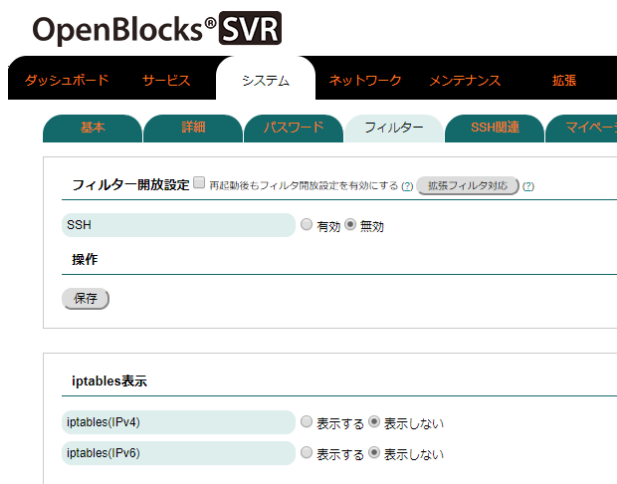 OpenBlocks® SVR
ダッシュボード サービス システム ネットワーク メンテナンス 拡張
基本 詳細 パスワード フィルター SSH関連 マイページ
フィルター開放設定 再起動後もフィルタ開放設定を有効にする (?) 拡張フィルタ対応 (?)
SSH 有効 無効
操作
保存
iptables表示
iptables(IPv4) 表示する 表示しない
iptables(IPv6) 表示する 表示しない